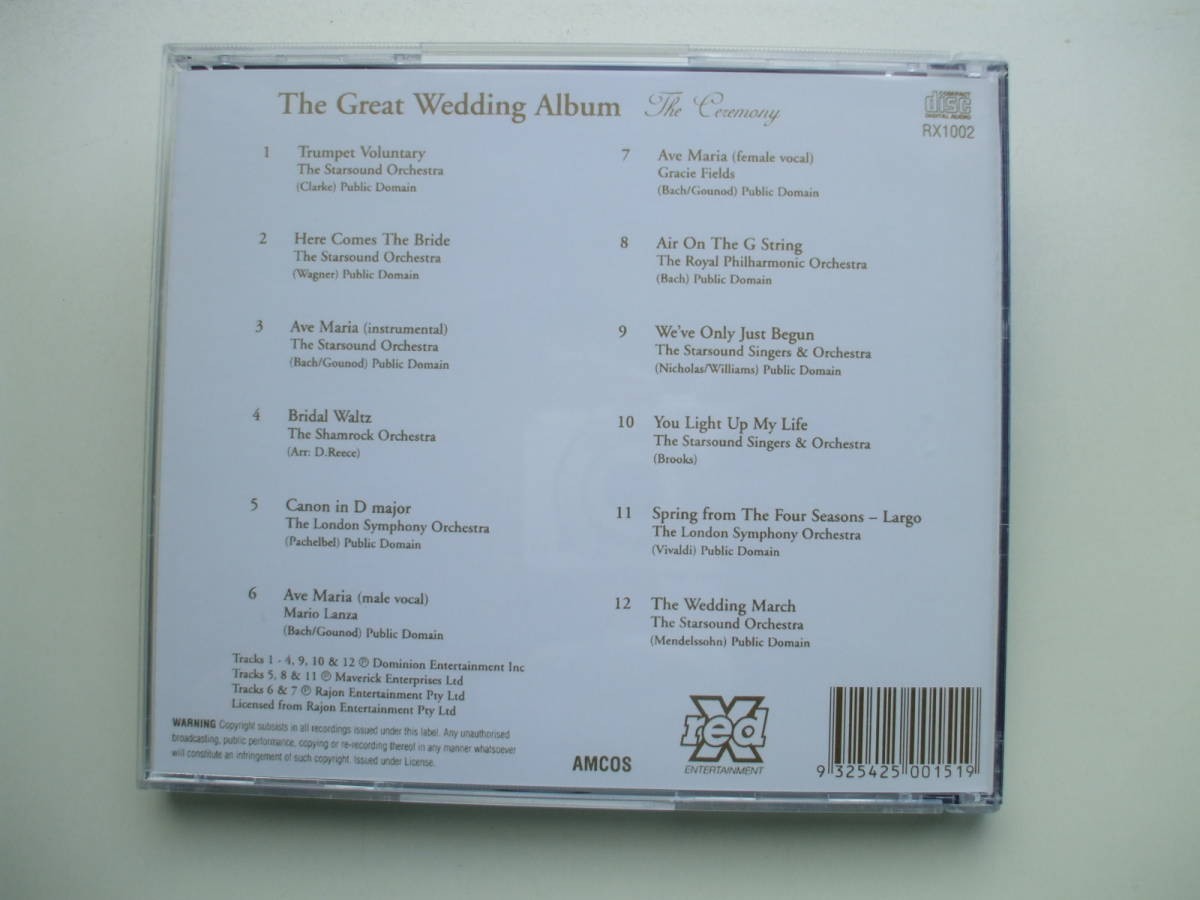 The Great Wedding Album The Ceremony
COMPACT
disc
DIGITAL AUDIO
RX1002
1 Trumpet Voluntary
The Starsound Orchestra
(Clarke) Public Domain
2 Here Comes The Bride
The Starsound Orchestra
(Wagner) Public Domain
3 Ave Maria (instrumental)
The Starsound Orchestra
(Bach/Gounod) Public Domain
4 Bridal Waltz
The Shamrock Orchestra
(Arr: D.Reece)
5 Canon in D major
The London Symphony Orchestra
(Pachelbel) Public Domain
6 Ave Maria (male vocal)
Mario Lanza
(Bach/Gounod) Public Domain
7 Ave Maria (female vocal)
Gracie Fields
(Bach/Gounod) Public Domain
8 Air On The G String
The Royal Philharmonic Orchestra
(Bach) Public Domain
9 We've Only Just Begun
The Starsound Singers & Orchestra
(Nicholas/Williams) Public Domain
10 You Light Up My Life
The Starsound Singers & Orchestra
(Brooks)
11 Spring from The Four Seasons – Largo
The London Symphony Orchestra
(Vivaldi) Public Domain
12 The Wedding March
The Starsound Orchestra
(Mendelssohn) Public Domain
Tracks 1 - 4, 9, 10 & 12 ℗ Dominion Entertainment Inc
Tracks 5, 8 & 11 ℗ Maverick Enterprises Ltd
Tracks 6 & 7 ℗ Rajon Entertainment Pty Ltd
Licensed from Rajon Entertainment Pty Ltd
WARNING Copyright subsists in all recordings issued under this label. Any unauthorised
broadcasting, public performance, copying or re-recording thereof in any manner whatsoever
will constitute an infringement of such copyright. Issued under License.
AMCOS
red X
ENTERTAINMENT
9 325425 001519